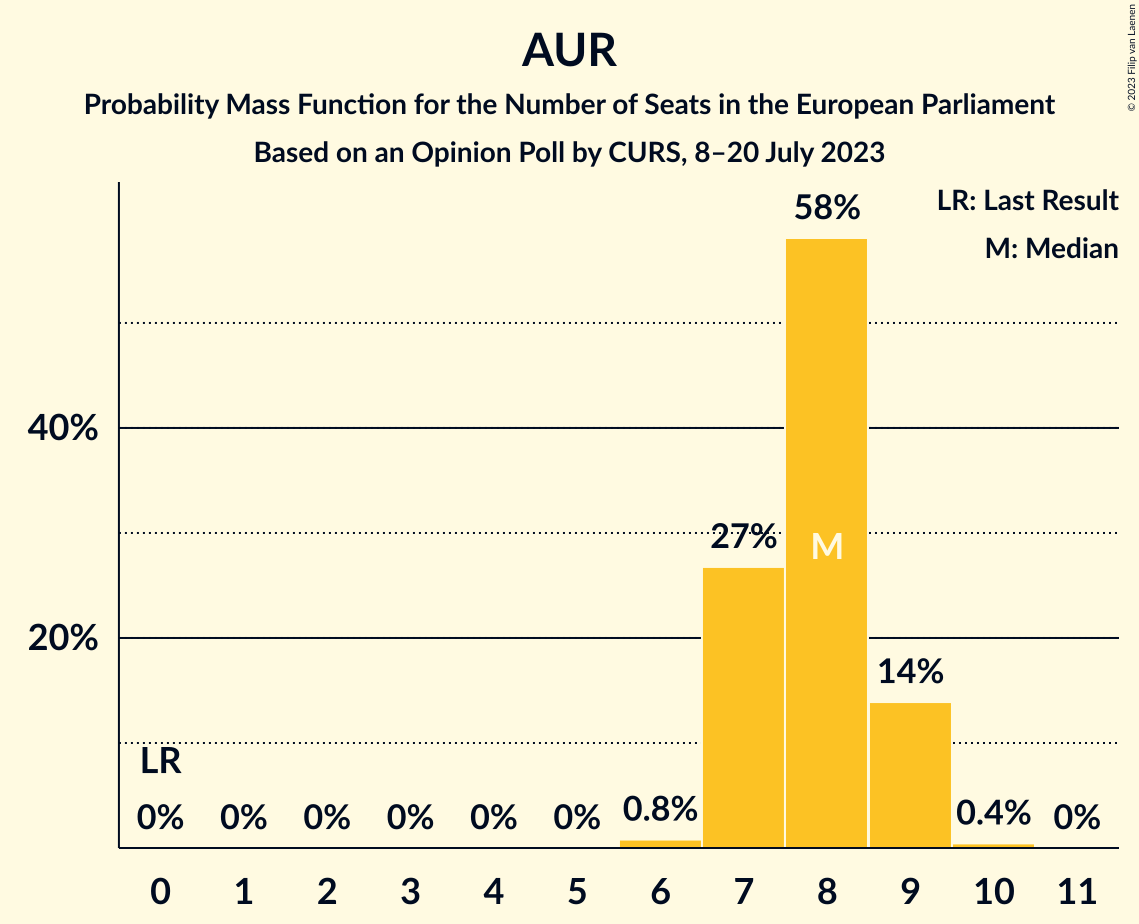 AUR
Probability Mass Function for the Number of Seats in the European Parliament
Based on an Opinion Poll by CURS, 8–20 July 2023
© 2023 Filip van Laenen
LR: Last Result
M: Median
58%
40%
27%
M
20%
14%
LR
0% 0% 0% 0% 0% 0% 0.8% 0.4% 0%
0 1 2 3 4 5 6 7 8 9 10 11